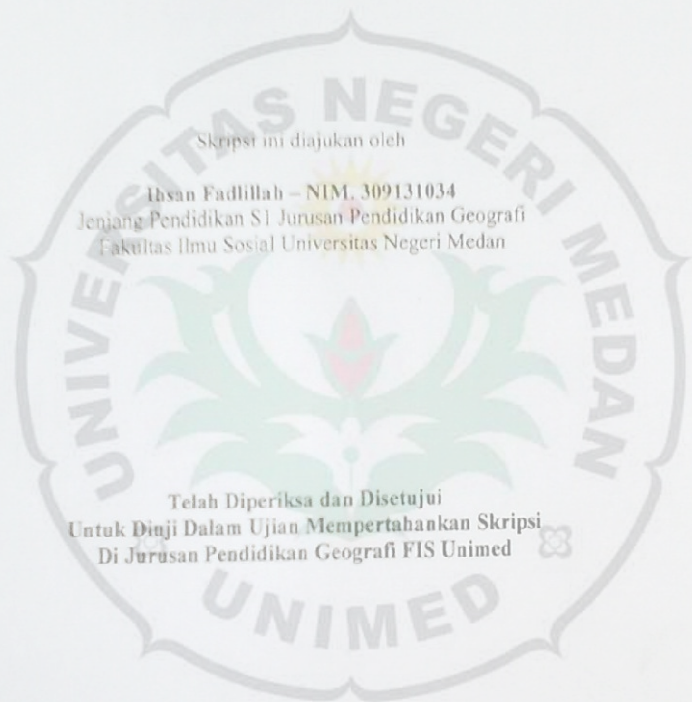 UNIVERSITAS NEGERI MEDAN
Skripsi ini diajukan oleh
Ihsan Fadlillah – NIM. 309131034
Jenjang Pendidikan S1 Jurusan Pendidikan Geografi
Fakultas Ilmu Sosial Universitas Negeri Medan
Telah Diperiksa dan Disetujui
Untuk Diuji Dalam Ujian Mempertahankan Skripsi
Di Jurusan Pendidikan Geografi FIS Unimed
UNIMED